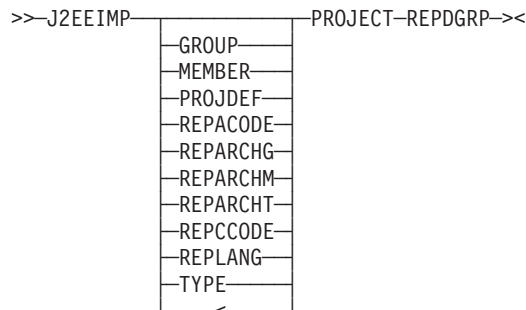 >>─J2EEIMP─┬──────────┬─PROJECT─REPDGRP─><
├─GROUP────┤
├─MEMBER───┤
├─PROJDEF──┤
├─REPACODE─┤
├─REPARCHG─┤
├─REPARCHM─┤
├─REPARCHT─┤
├─REPCCODE─┤
├─REPLANG──┤
├─TYPE─────┤
│ <